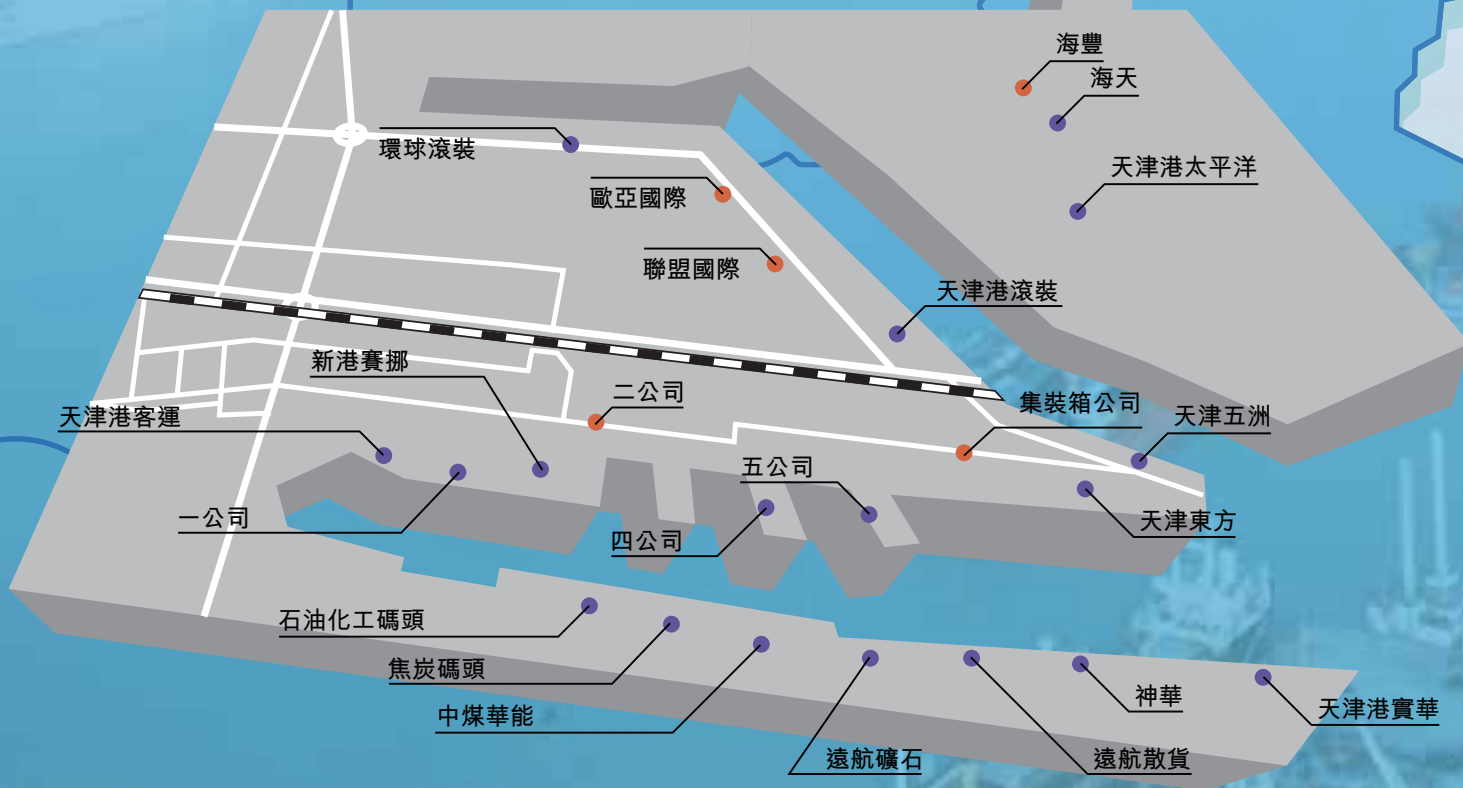 海豐
海天
環球滾裝
天津港太平洋
歐亞國際
聯盟國際
天津港滾裝
新港賽挪
二公司
集裝箱公司
天津港客運
天津五洲
五公司
一公司
四公司
天津東方
石油化工碼頭
焦炭碼頭
中煤華能
神華
天津港實華
遠航礦石
遠航散貨